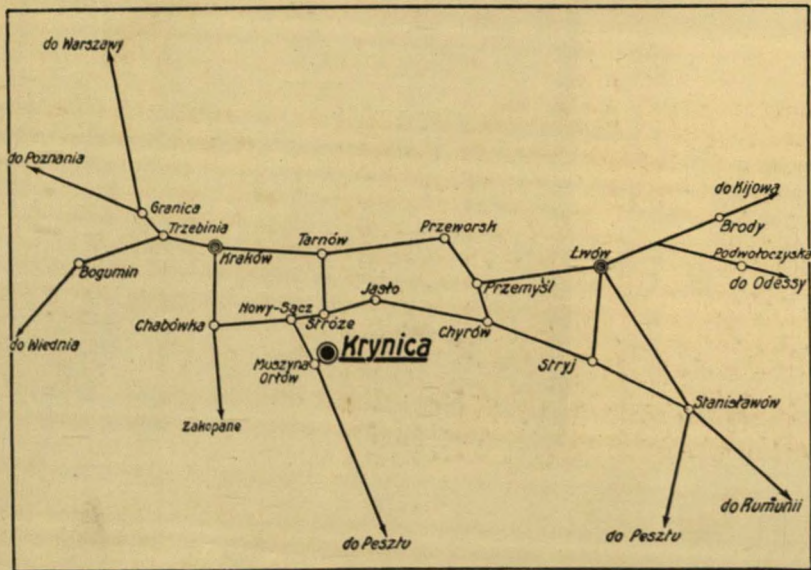 do Warszawy
do Poznania
Granica
Trzebinia
Bogumin
Kraków
do Wiednia
Chabówka
Zakopane
Tarnów
Nowy-Sącz
Stróże
Jasło
Muszyna
Orłów
Krynica
do Pesztu
Przeworsk
Przemyśl
Chyrów
Lwów
do Kijowa
Brody
Podwołoczyska
do Odessy
Stryj
Stanisławów
do Pesztu
do Rumunii